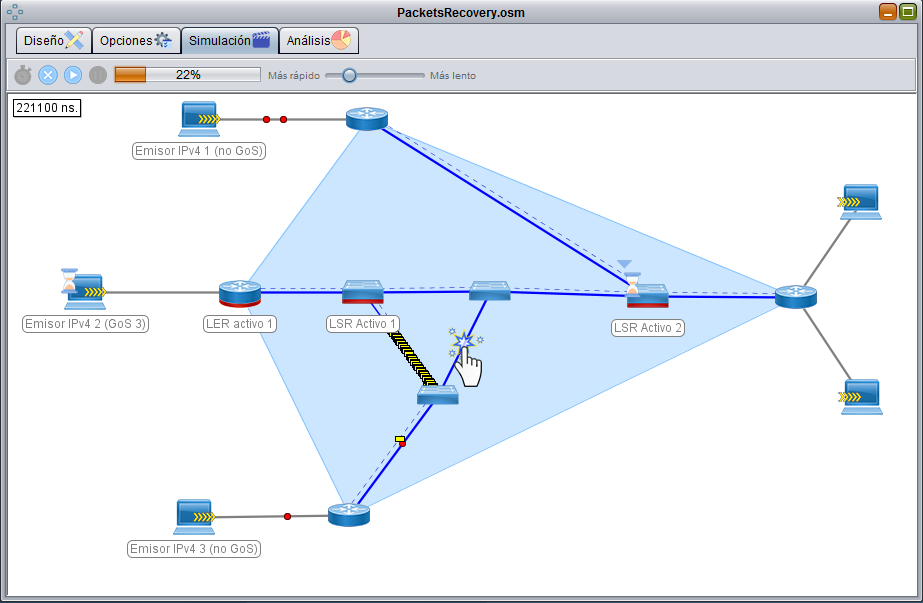 PacketsRecovery.osm
Diseño Opciones Simulación Análisis
22% Más rápido Más lento
221100 ns.
Emisor IPv4 1 (no GoS)
Emisor IPv4 2 (GoS 3) LER activo 1 LSR Activo 1 LSR Activo 2
Emisor IPv4 3 (no GoS)